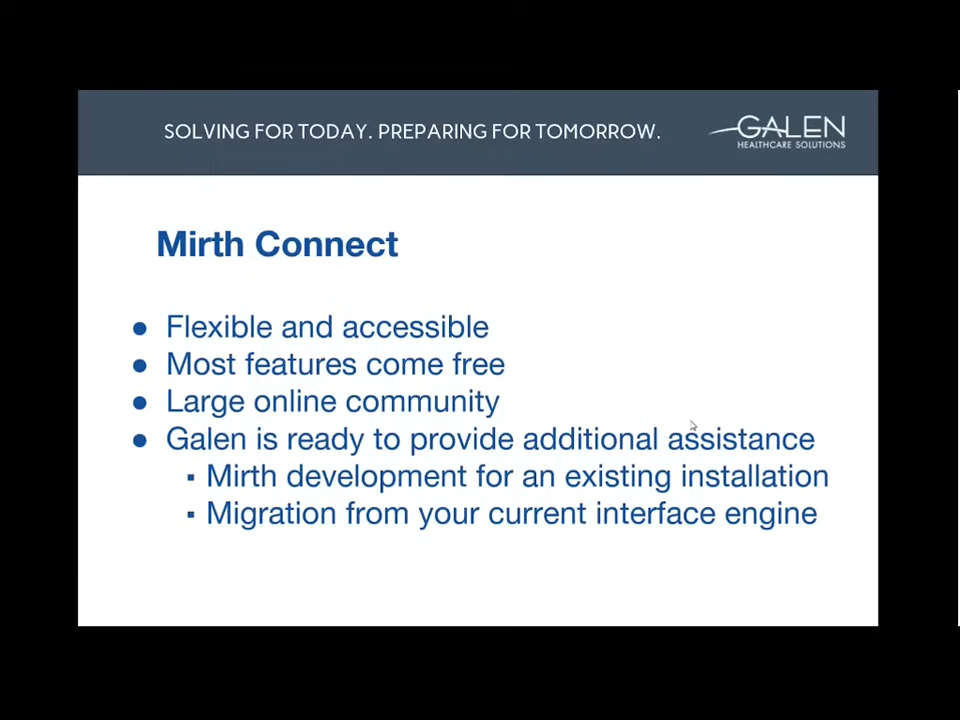 SOLVING FOR TODAY. PREPARING FOR TOMORROW.
GALEN
HEALTHCARE SOLUTIONS
Mirth Connect
● Flexible and accessible
● Most features come free
● Large online community
● Galen is ready to provide additional assistance
▪ Mirth development for an existing installation
▪ Migration from your current interface engine